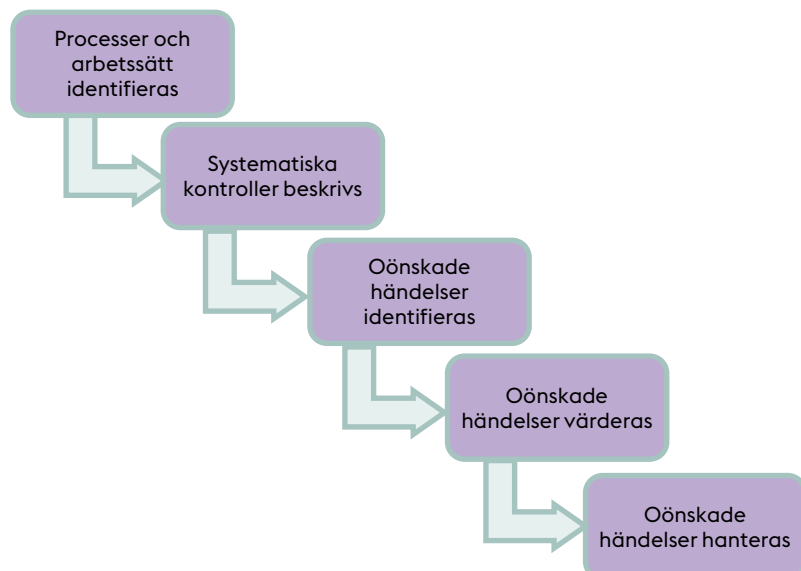 Processer och
arbetssätt
identifieras
Systematiska
kontroller beskrivs
Oönskade
händelser
identifieras
Oönskade
händelser värderas
Oönskade
händelser hanteras